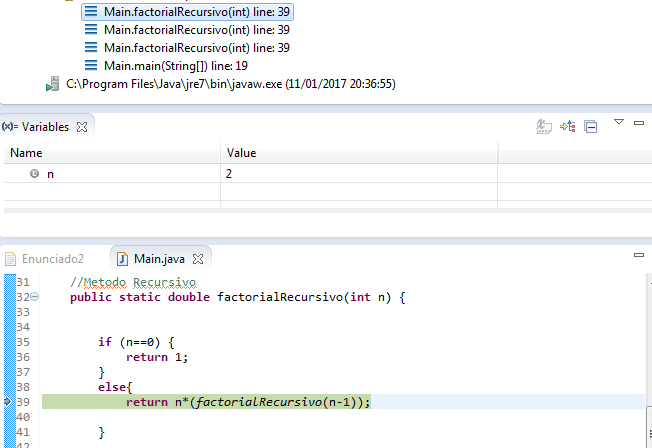 Main.factorialRecursivo(int) line: 39
Main.factorialRecursivo(int) line: 39
Main.factorialRecursivo(int) line: 39
Main.main(String[]) line: 19
C:\Program Files\Java\jre7\bin\javaw.exe (11/01/2017 20:36:55)
(x)= Variables
Name Value
n 2
Enunciado2 Main.java
31 //Metodo Recursivo
32 public static double factorialRecursivo(int n) {
33
34
35 if (n==0) {
36 return 1;
37 }
38 else{
39 return n*(factorialRecursivo(n-1));
40
41 }
42